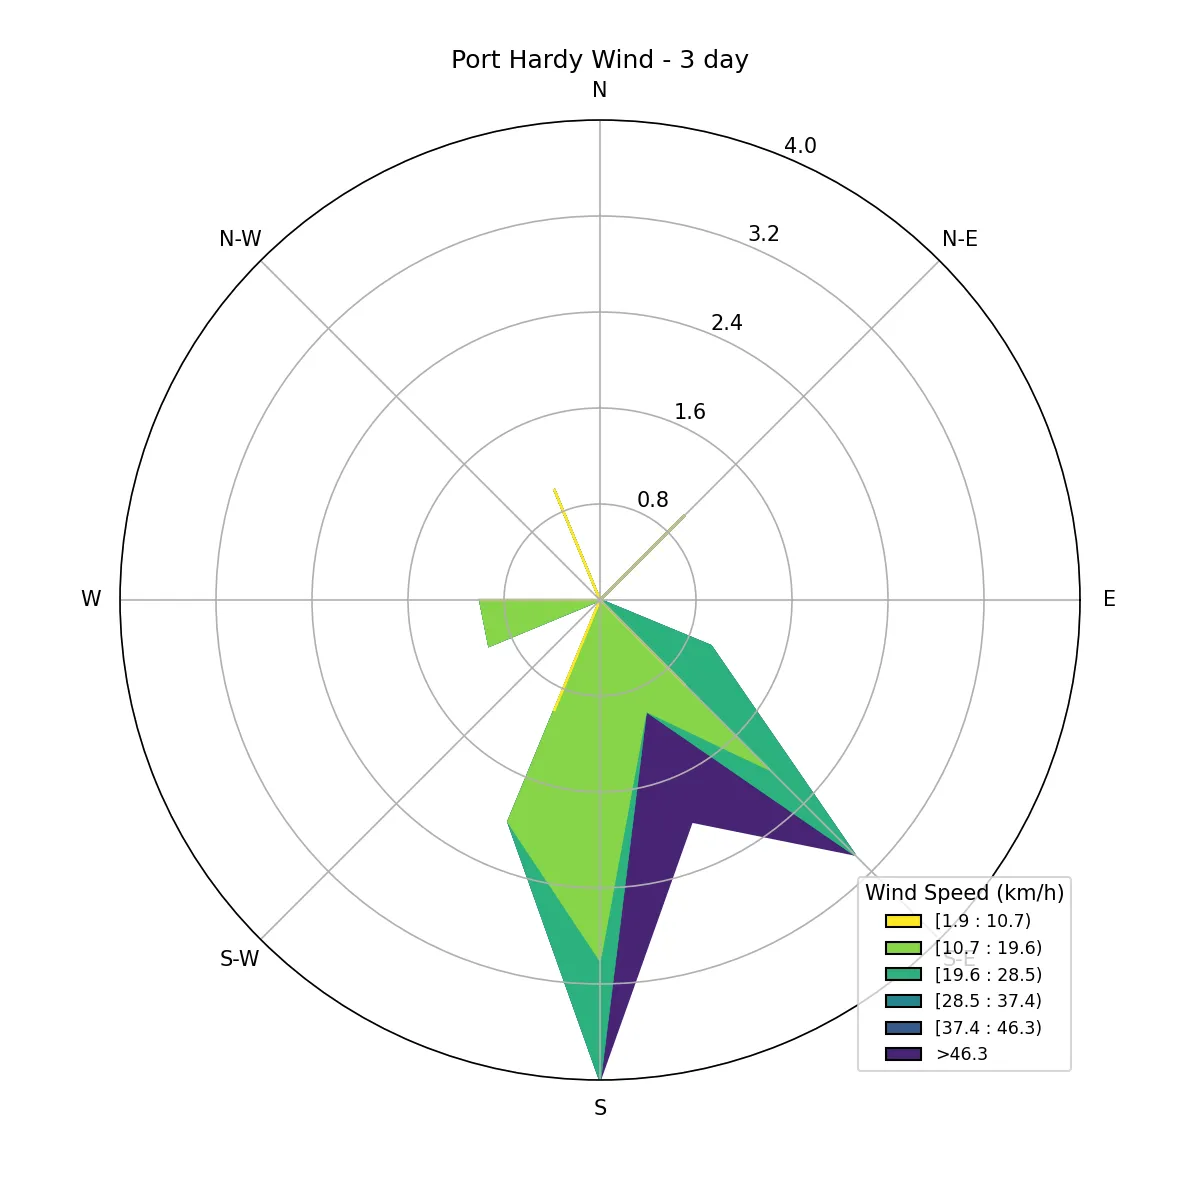 Port Hardy Wind - 3 day
N
4.0
N-W
3.2
N-E
2.4
1.6
0.8
W
E
Wind Speed (km/h)
[1.9 : 10.7)
[10.7 : 19.6)
S-W
S-E
[19.6 : 28.5)
[28.5 : 37.4)
[37.4 : 46.3)
>46.3
S